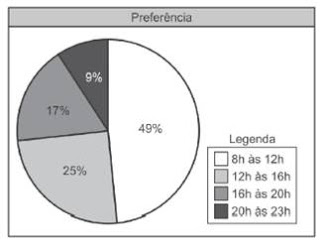 Preferência
9%
17%
49%
25%
Legenda
8h às 12h
12h às 16h
16h às 20h
20h às 23h